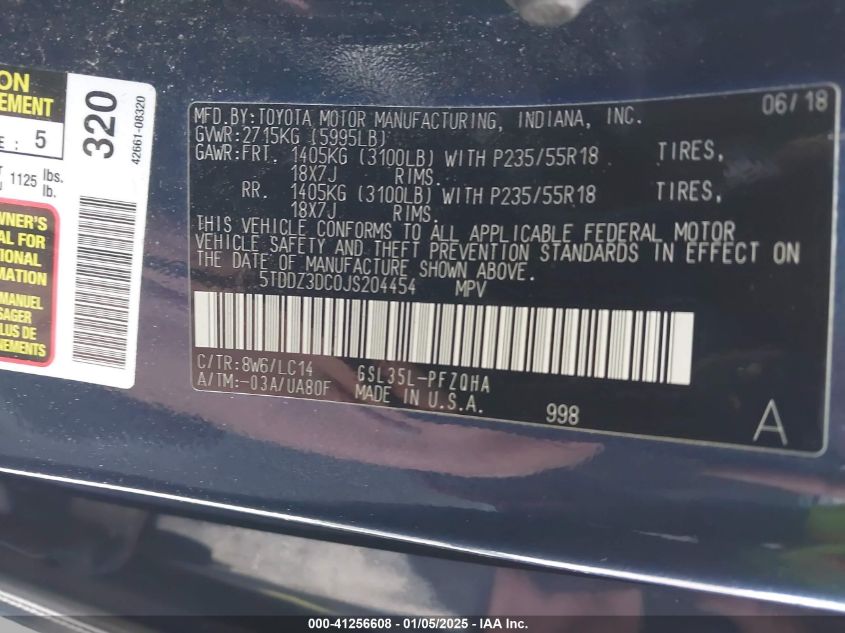 ON
EMENT
E : 5
1125 lbs.
lb.
WNER'S
AL FOR
IONAL
MATION
MANUEL
SAGER
LUS DE
NEMENTS
320
42661-08320
MFD.BY:TOYOTA MOTOR MANUFACTURING, INDIANA, INC. 06/18
GVWR:2715KG (5995LB)
GAWR:FRT. 1405KG (3100LB) WITH P235/55R18 TIRES,
18X7J RIMS.
RR. 1405KG (3100LB) WITH P235/55R18 TIRES,
18X7J RIMS.
THIS VEHICLE CONFORMS TO ALL APPLICABLE FEDERAL MOTOR
VEHICLE SAFETY AND THEFT PREVENTION STANDARDS IN EFFECT ON
THE DATE OF MANUFACTURE SHOWN ABOVE.
5TDDZ3DC0JS204454 MPV
C/TR:8W6/LC14 GSL35L-PFZQHA
A/TM:-03A/UA80F MADE IN U.S.A.
998 A
000-41256608 | 01/05/2025 - IAA Inc.